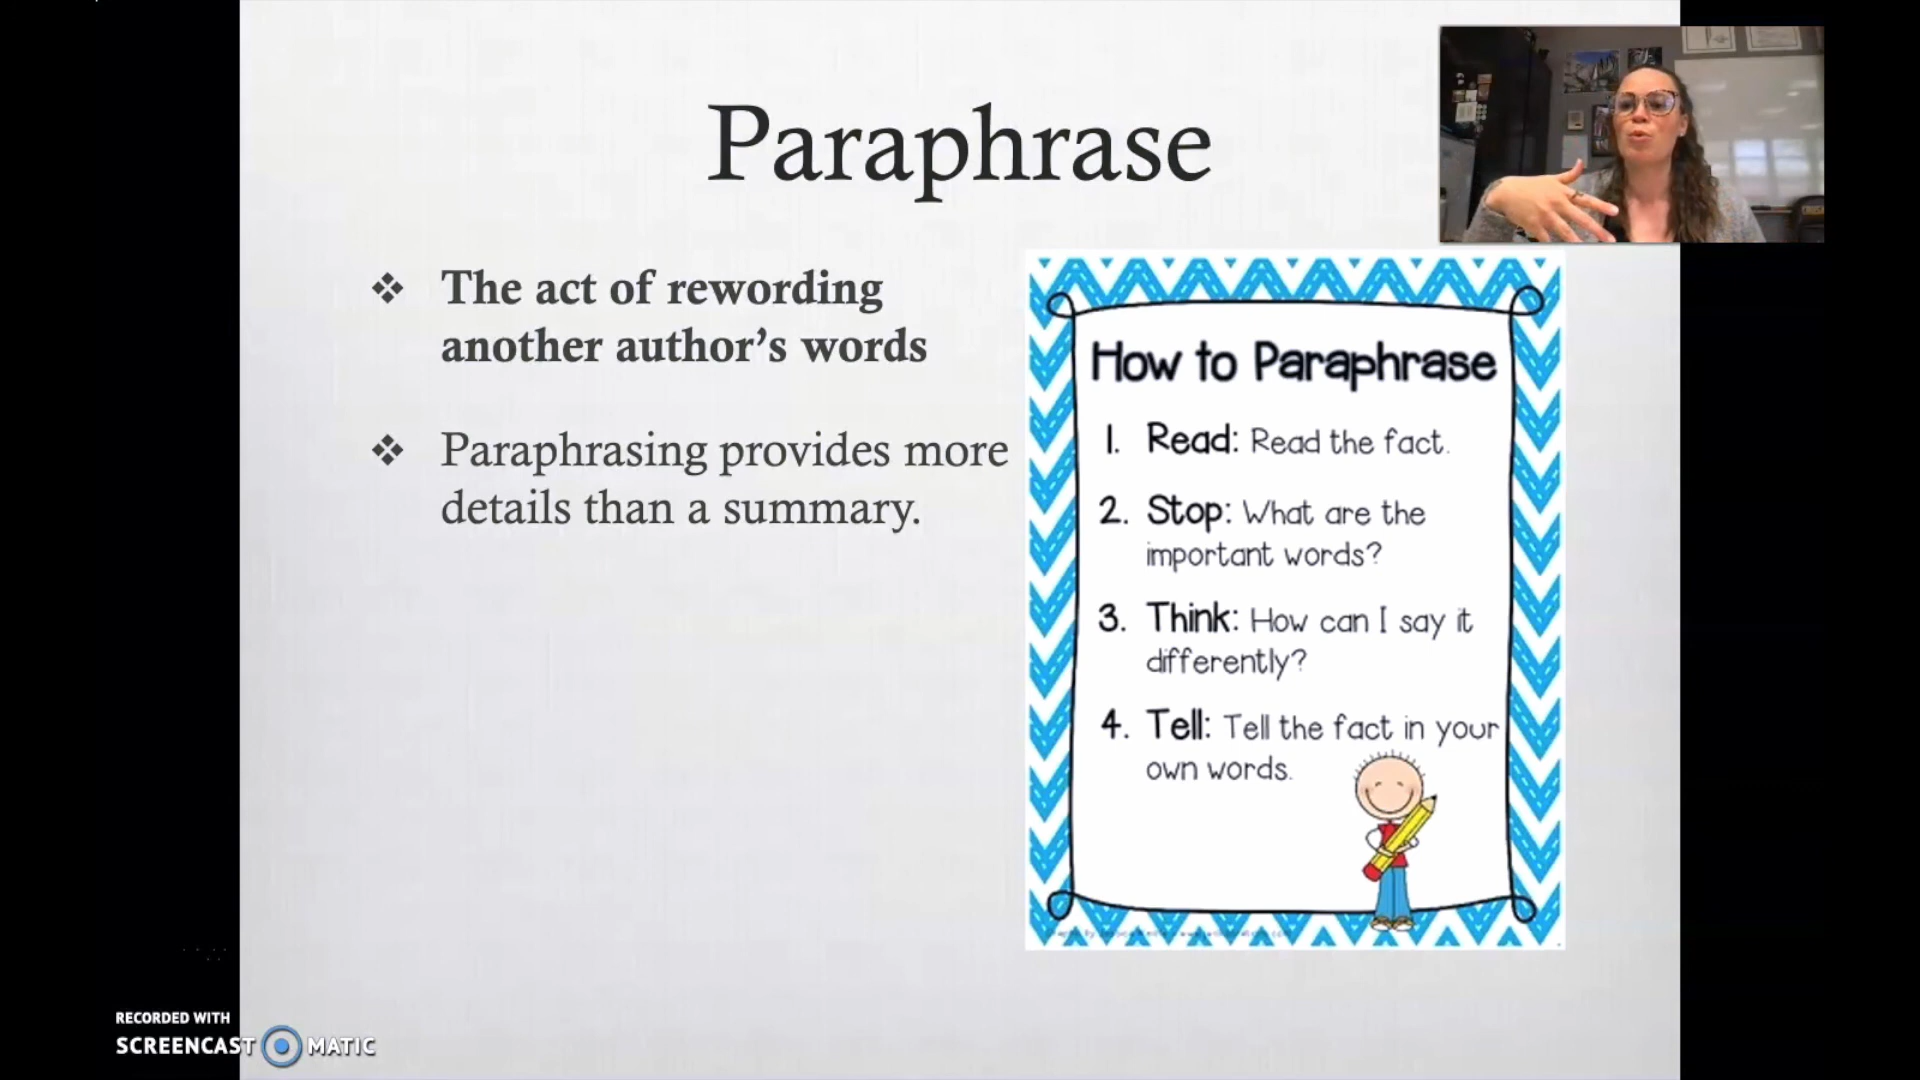 Paraphrase
The act of rewording
another author's words
Paraphrasing provides more
details than a summary.
How to Paraphrase
1. Read: Read the fact.
2. Stop: What are the
important words?
3. Think: How can I say it
differently?
4. Tell: Tell the fact in your
own words.
RECORDED WITH
SCREENCAST MATIC